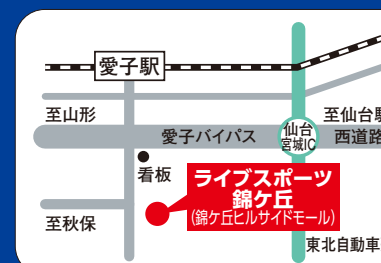 愛子駅
至山形
至仙台駅
愛子バイパス
仙台
宮城IC
西道路
看板
ライブスポーツ
錦ケ丘
(錦ケ丘ヒルサイドモール)
至秋保
東北自動車